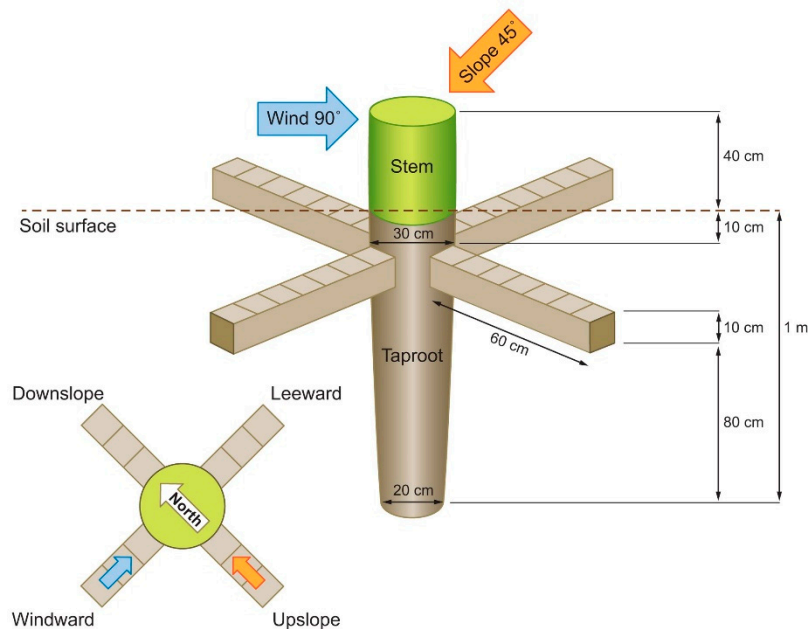 Slope 45˚
Wind 90˚
Stem
40 cm
Soil surface
30 cm
10 cm
10 cm
1 m
60 cm
Taproot
80 cm
Downslope
Leeward
North
20 cm
Windward
Upslope